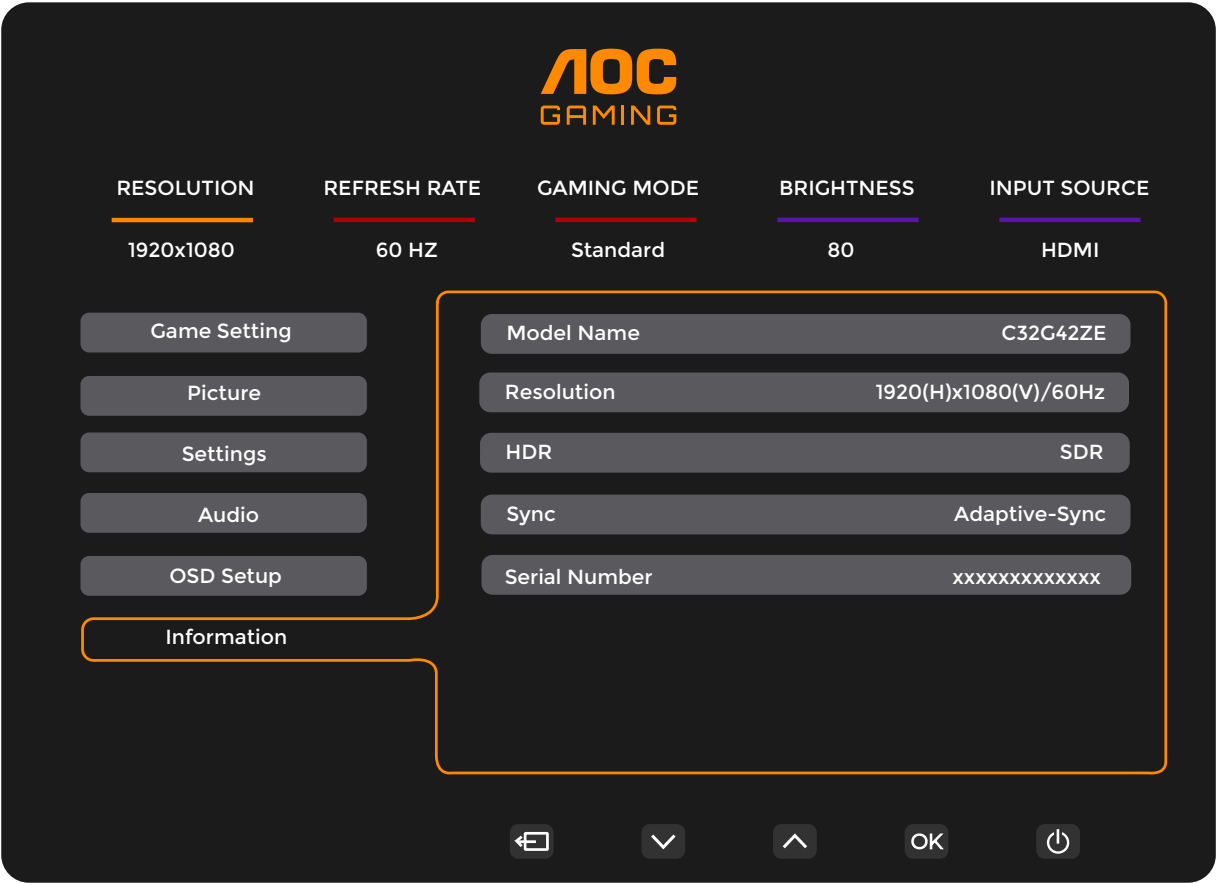 AOC
GAMING
RESOLUTION REFRESH RATE GAMING MODE BRIGHTNESS INPUT SOURCE
1920x1080 60 HZ Standard 80 HDMI
Game Setting
Picture
Settings
Audio
OSD Setup
Information
Model Name C32G42ZE
Resolution 1920(H)x1080(V)/60Hz
HDR SDR
Sync Adaptive-Sync
Serial Number xxxxxxxxxxxxx
OK